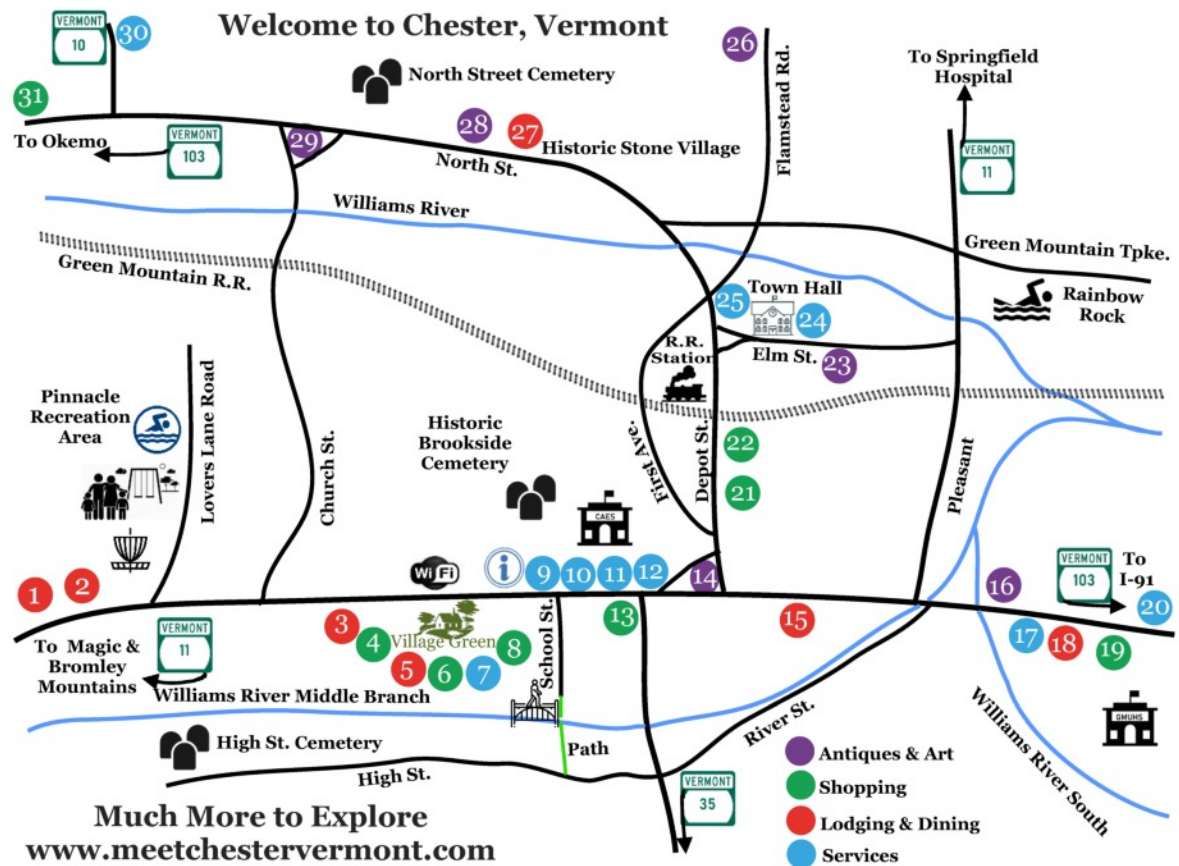 Welcome to Chester, Vermont
VERMONT
10
30
26
To Springfield
Hospital
31
North Street Cemetery
To Okemo
VERMONT
103
29
28
27
Historic Stone Village
North St.
Flamstead Rd.
VERMONT
11
Williams River
Green Mountain Tpke.
Green Mountain R.R.
25
Town Hall
24
Rainbow
Rock
R.R.
Station
Elm St.
23
Pinnacle
Recreation
Area
Lovers Lane Road
Church St.
Historic
Brookside
Cemetery
First Ave.
Depot St.
22
21
Pleasant
CAES
1
2
WiFi
i
9
10
11
12
14
16
VERMONT
103
To
I-91
20
3
4
Village Green
5
6
7
8
School St.
13
15
17
18
19
To Magic &
Bromley
Mountains
VERMONT
11
Williams River Middle Branch
GMUHS
High St. Cemetery
Path
River St.
Williams River South
High St.
VERMONT
35
Antiques & Art
Shopping
Lodging & Dining
Services
Much More to Explore
www.meetchestervermont.com